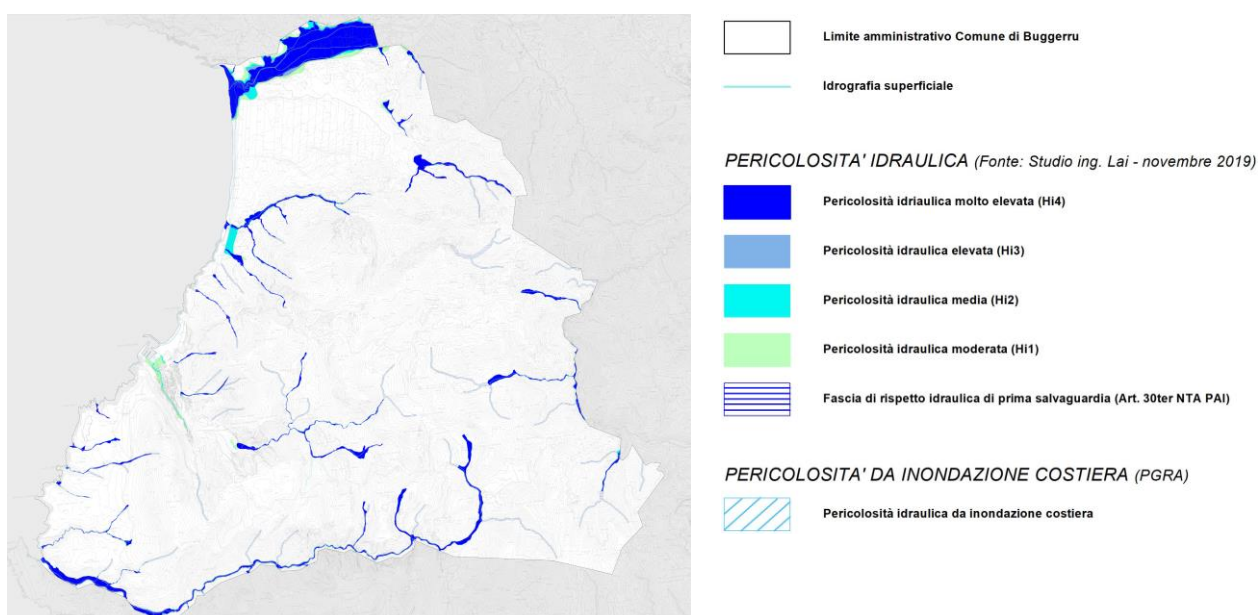 Limite amministrativo Comune di Buggerru
Idrografia superficiale
PERICOLOSITA' IDRAULICA (Fonte: Studio ing. Lai - novembre 2019)
Pericolosità idriaulica molto elevata (Hi4)
Pericolosità idraulica elevata (Hi3)
Pericolosità idraulica media (Hi2)
Pericolosità idraulica moderata (Hi1)
Fascia di rispetto idraulica di prima salvaguardia (Art. 30ter NTA PAI)
PERICOLOSITA' DA INONDAZIONE COSTIERA (PGRA)
Pericolosità idraulica da inondazione costiera